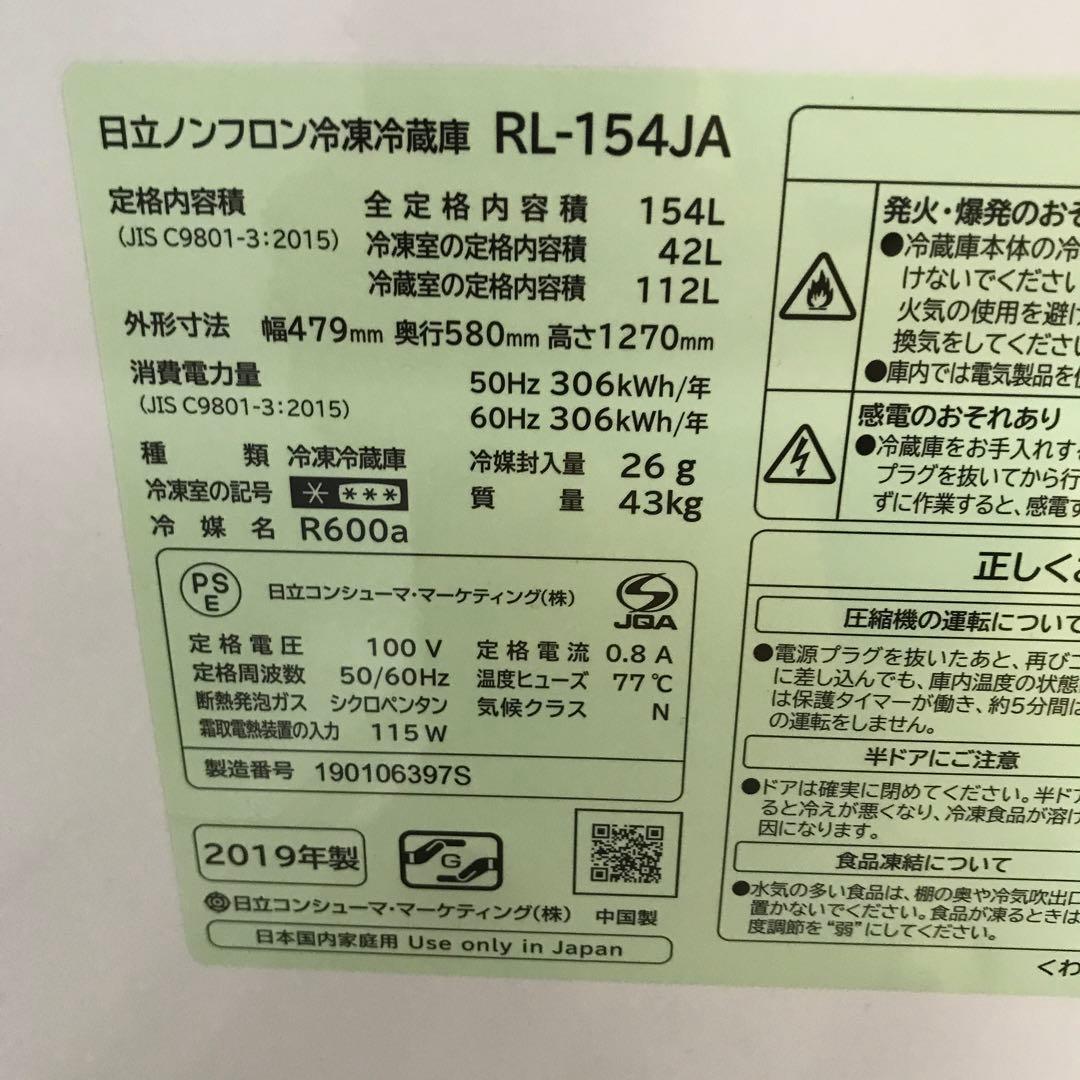 日立ノンフロン冷凍冷蔵庫 RL-154JA
定格内容積 全定格内容積 154L
(JIS C9801-3:2015) 冷凍室の定格内容積 42L
冷蔵室の定格内容積 112L
外形寸法 幅479mm 奥行580mm 高さ1270mm
消費電力量 50Hz 306kWh/年
(JIS C9801-3:2015) 60Hz 306kWh/年
種類 冷凍冷蔵庫 冷媒封入量 26g
冷凍室の記号 * *** 質量 43kg
冷媒名 R600a
PSE 日立コンシューマ・マーケティング(株) JQA
定格電圧 100V 定格電流 0.8A
定格周波数 50/60Hz 温度ヒューズ 77℃
断熱発泡ガス シクロペンタン 気候クラス N
霜取電熱装置の入力 115W
製造番号 190106397S
2019年製 G
日立コンシューマ・マーケティング(株) 中国製
日本国内家庭用 Use only in Japan
発火・爆発のおそ
●冷蔵庫本体の冷
けないでください
火気の使用を避け
換気をしてくださ
●庫内では電気製品を
感電のおそれあり
●冷蔵庫をお手入れす
プラグを抜いてから行
ずに作業すると、感電す
正しくお
圧縮機の運転について
●電源プラグを抜いたあと、再びコ
に差し込んでも、庫内温度の状態
は保護タイマーが働き、約5分間は
の運転をしません。
半ドアにご注意
●ドアは確実に閉めてください。半ドア
ると冷えが悪くなり、冷凍食品が溶け
因になります。
食品凍結について
●水気の多い食品は、棚の奥や冷気吹出口
置かないでください。食品が凍るときは
度調節を“弱”にしてください。
くわ